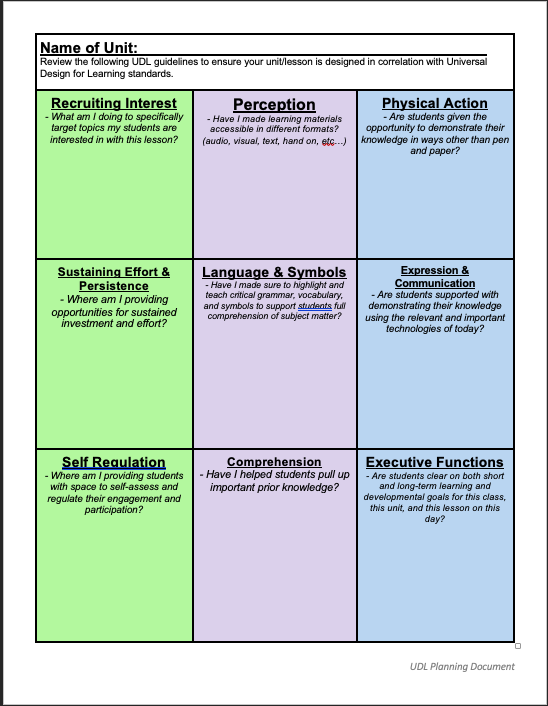 Name of Unit:
Review the following UDL guidelines to ensure your unit/lesson is designed in correlation with Universal
Design for Learning standards.
Recruiting Interest
- What am I doing to specifically
target topics my students are
interested in with this lesson?
Perception
- Have I made learning materials
accessible in different formats?
(audio, visual, text, hand on, etc...)
Physical Action
- Are students given the
opportunity to demonstrate their
knowledge in ways other than pen
and paper?
Sustaining Effort &
Persistence
- Where am I providing
opportunities for sustained
investment and effort?
Language & Symbols
- Have I made sure to highlight and
teach critical grammar, vocabulary,
and symbols to support students full
comprehension of subject matter?
Expression &
Communication
- Are students supported with
demonstrating their knowledge
using the relevant and important
technologies of today?
Self Regulation
- Where am I providing students
with space to self-assess and
regulate their engagement and
participation?
Comprehension
- Have I helped students pull up
important prior knowledge?
Executive Functions
- Are students clear on both short
and long-term learning and
developmental goals for this class,
this unit, and this lesson on this
day?
UDL Planning Document